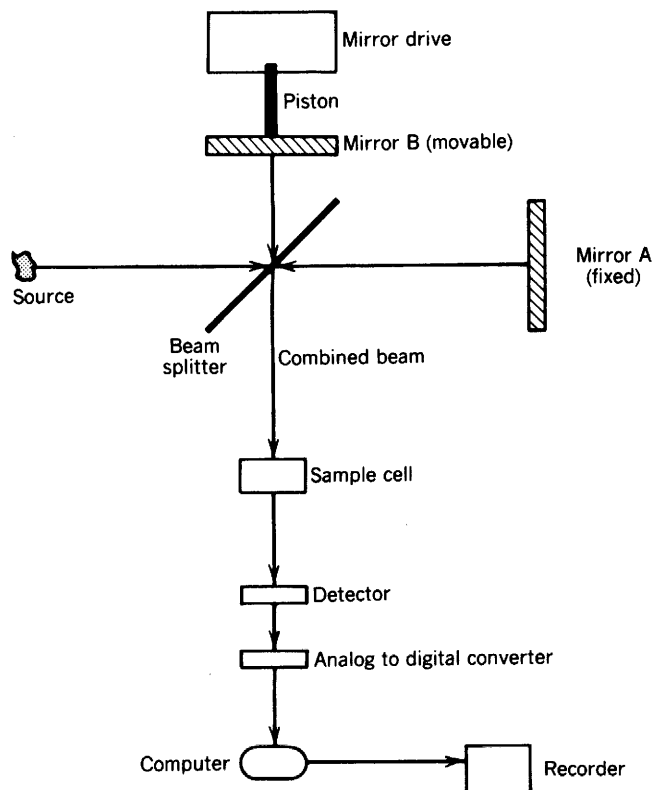 Mirror drive
Piston
Mirror B (movable)
Mirror A
(fixed)
Source
Beam
splitter
Combined beam
Sample cell
Detector
Analog to digital converter
Computer
Recorder